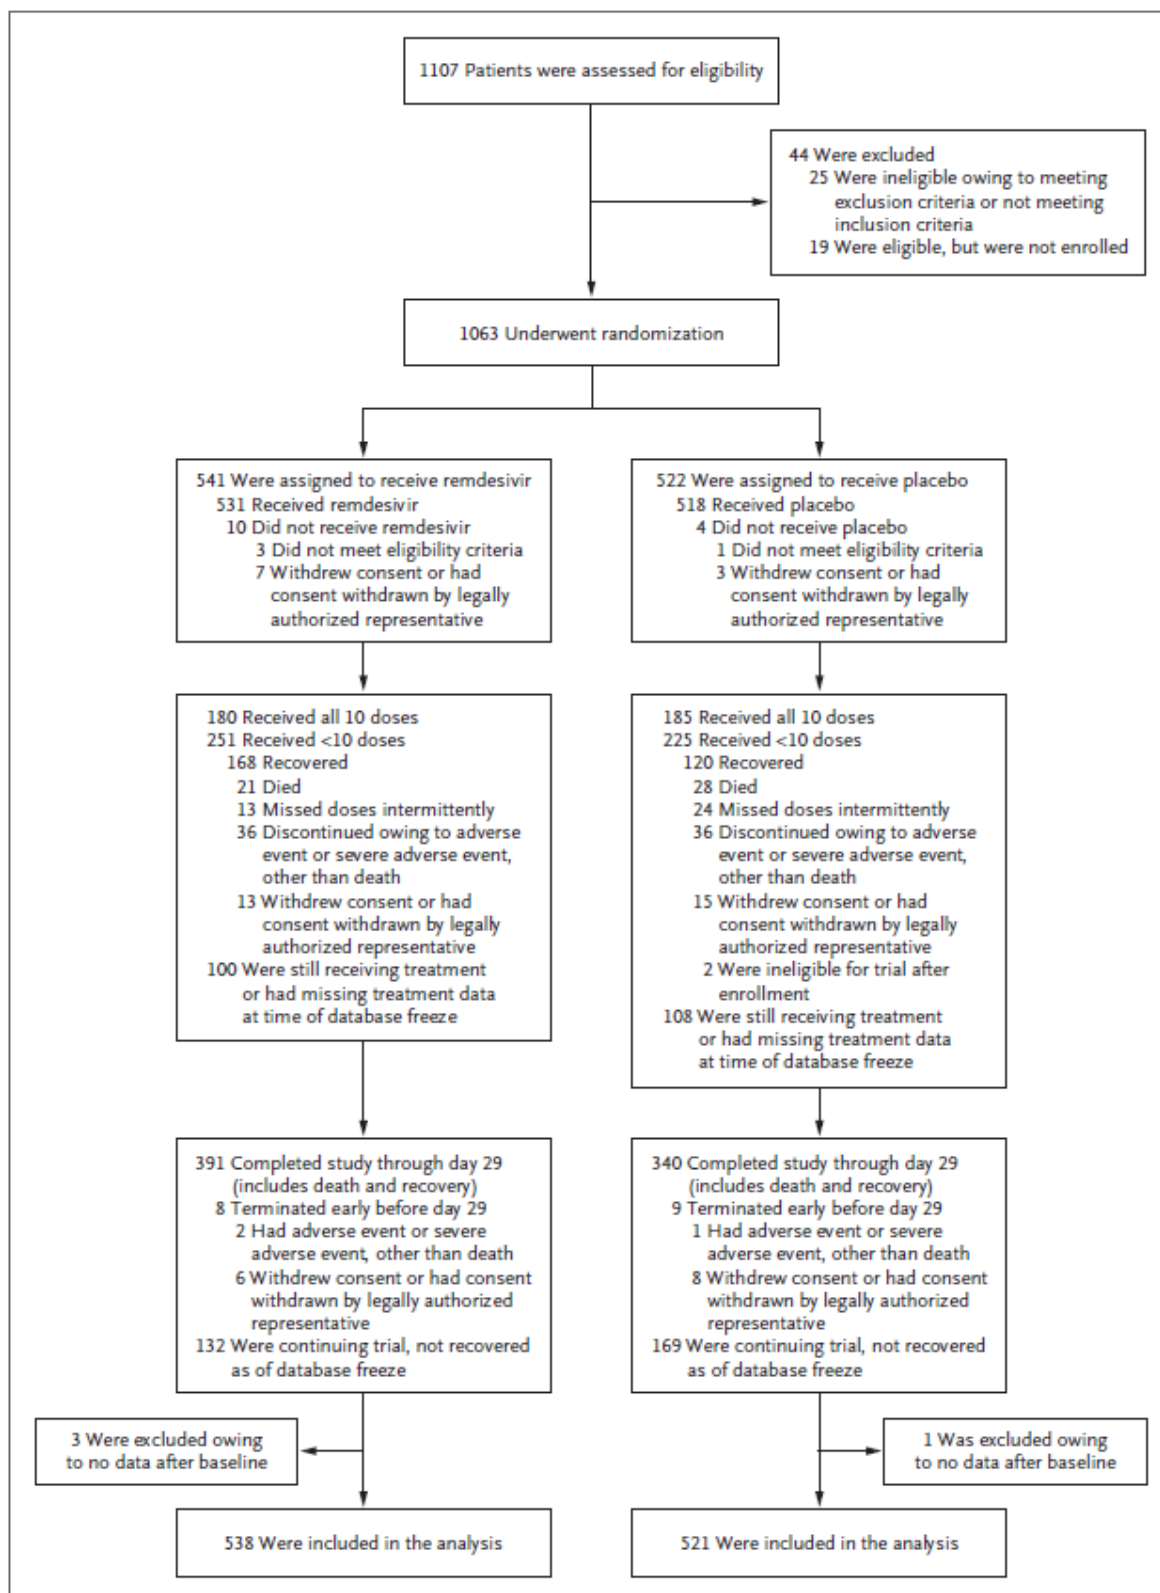 1107 Patients were assessed for eligibility
44 Were excluded
25 Were ineligible owing to meeting
exclusion criteria or not meeting
inclusion criteria
19 Were eligible, but were not enrolled
1063 Underwent randomization
541 Were assigned to receive remdesivir
531 Received remdesivir
10 Did not receive remdesivir
3 Did not meet eligibility criteria
7 Withdrew consent or had
consent withdrawn by legally
authorized representative
522 Were assigned to receive placebo
518 Received placebo
4 Did not receive placebo
1 Did not meet eligibility criteria
3 Withdrew consent or had
consent withdrawn by legally
authorized representative
180 Received all 10 doses
251 Received <10 doses
168 Recovered
21 Died
13 Missed doses intermittently
36 Discontinued owing to adverse
event or severe adverse event,
other than death
13 Withdrew consent or had
consent withdrawn by legally
authorized representative
100 Were still receiving treatment
or had missing treatment data
at time of database freeze
185 Received all 10 doses
225 Received <10 doses
120 Recovered
28 Died
24 Missed doses intermittently
36 Discontinued owing to adverse
event or severe adverse event,
other than death
15 Withdrew consent or had
consent withdrawn by legally
authorized representative
2 Were ineligible for trial after
enrollment
108 Were still receiving treatment
or had missing treatment data
at time of database freeze
391 Completed study through day 29
(includes death and recovery)
8 Terminated early before day 29
2 Had adverse event or severe
adverse event, other than death
6 Withdrew consent or had consent
withdrawn by legally authorized
representative
132 Were continuing trial, not recovered
as of database freeze
340 Completed study through day 29
(includes death and recovery)
9 Terminated early before day 29
1 Had adverse event or severe
adverse event, other than death
8 Withdrew consent or had consent
withdrawn by legally authorized
representative
169 Were continuing trial, not recovered
as of database freeze
3 Were excluded owing
to no data after baseline
1 Was excluded owing
to no data after baseline
538 Were included in the analysis
521 Were included in the analysis